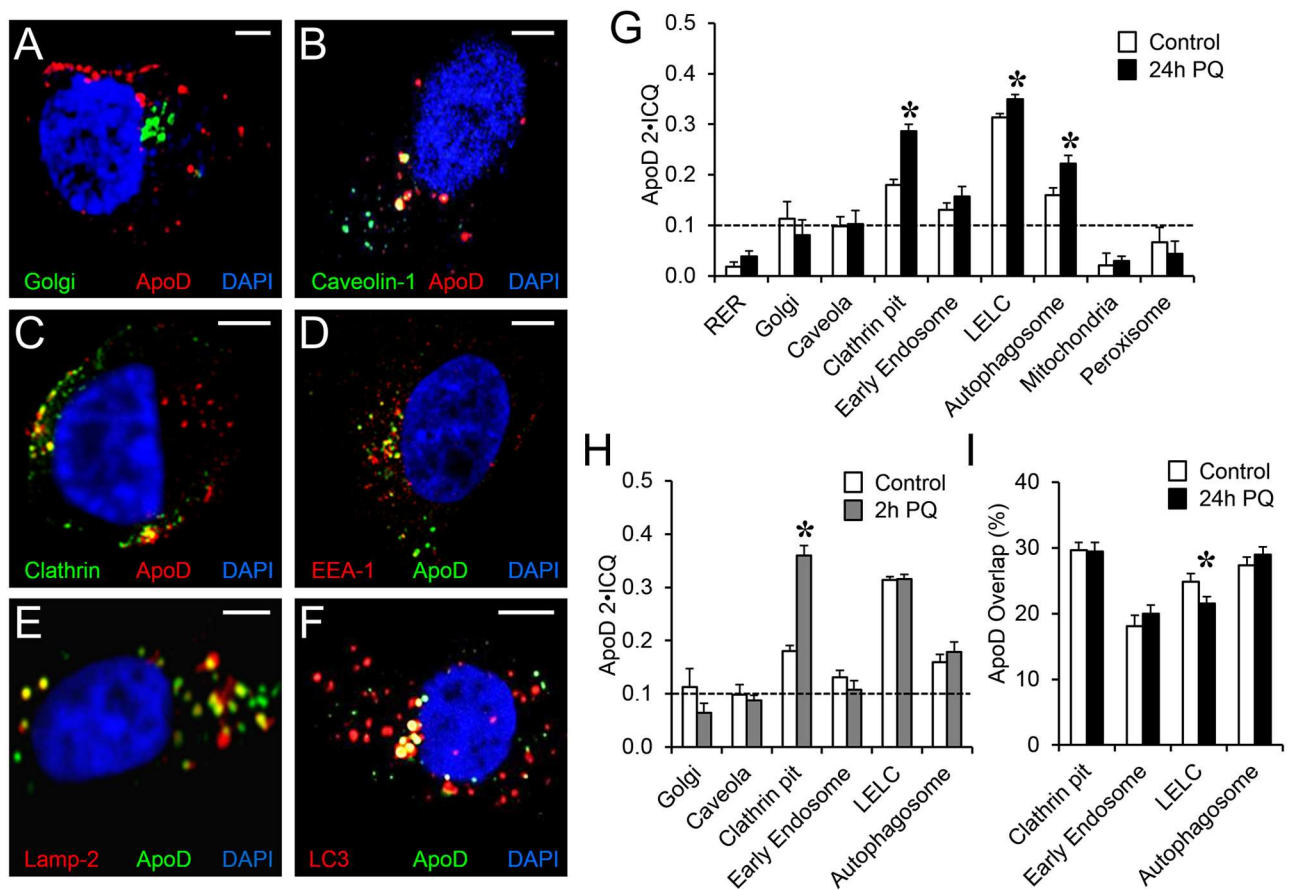 A
Golgi ApoD DAPI
B
Caveolin-1 ApoD DAPI
C
Clathrin ApoD DAPI
D
EEA-1 ApoD DAPI
E
Lamp-2 ApoD DAPI
F
LC3 ApoD DAPI
G
ApoD 2•ICQ
0.5
0.4
0.3
0.2
0.1
0.0
Control
24h PQ
*
*
*
RER
Golgi
Caveola
Clathrin pit
Early Endosome
LELC
Autophagosome
Mitochondria
Peroxisome
H
ApoD 2•ICQ
0.5
0.4
0.3
0.2
0.1
0.0
Control
2h PQ
*
Golgi
Caveola
Clathrin pit
Early Endosome
LELC
Autophagosome
I
ApoD Overlap (%)
40
30
20
10
0
Control
24h PQ
*
Clathrin pit
Early Endosome
LELC
Autophagosome